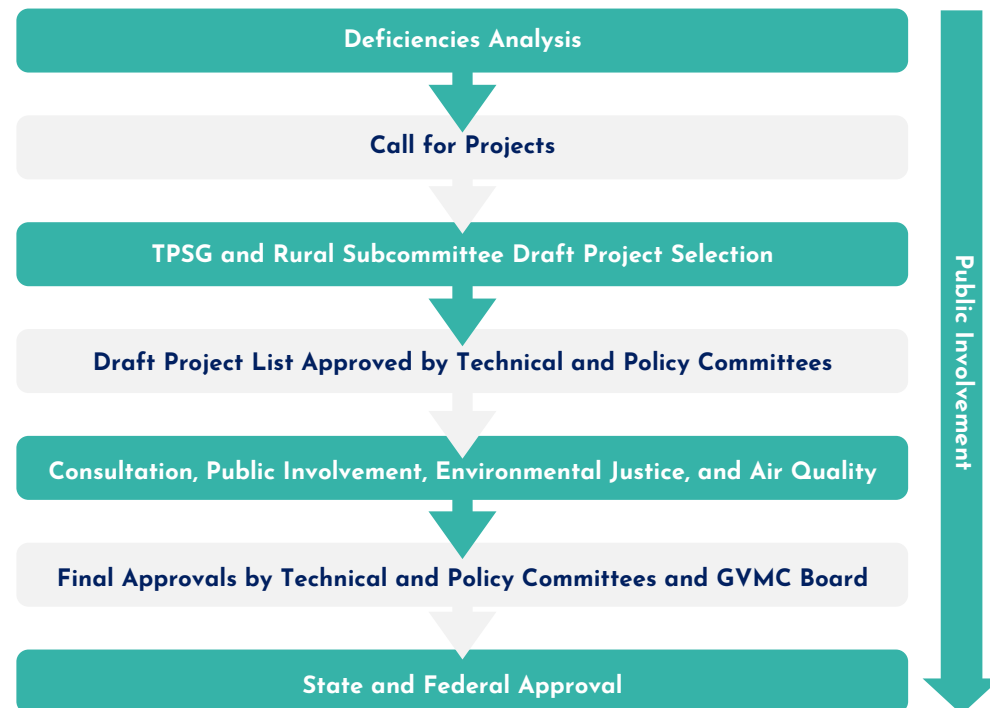 Deficiencies Analysis
Call for Projects
TPSG and Rural Subcommittee Draft Project Selection
Draft Project List Approved by Technical and Policy Committees
Consultation, Public Involvement, Environmental Justice, and Air Quality
Final Approvals by Technical and Policy Committees and GVMC Board
State and Federal Approval
Public Involvement